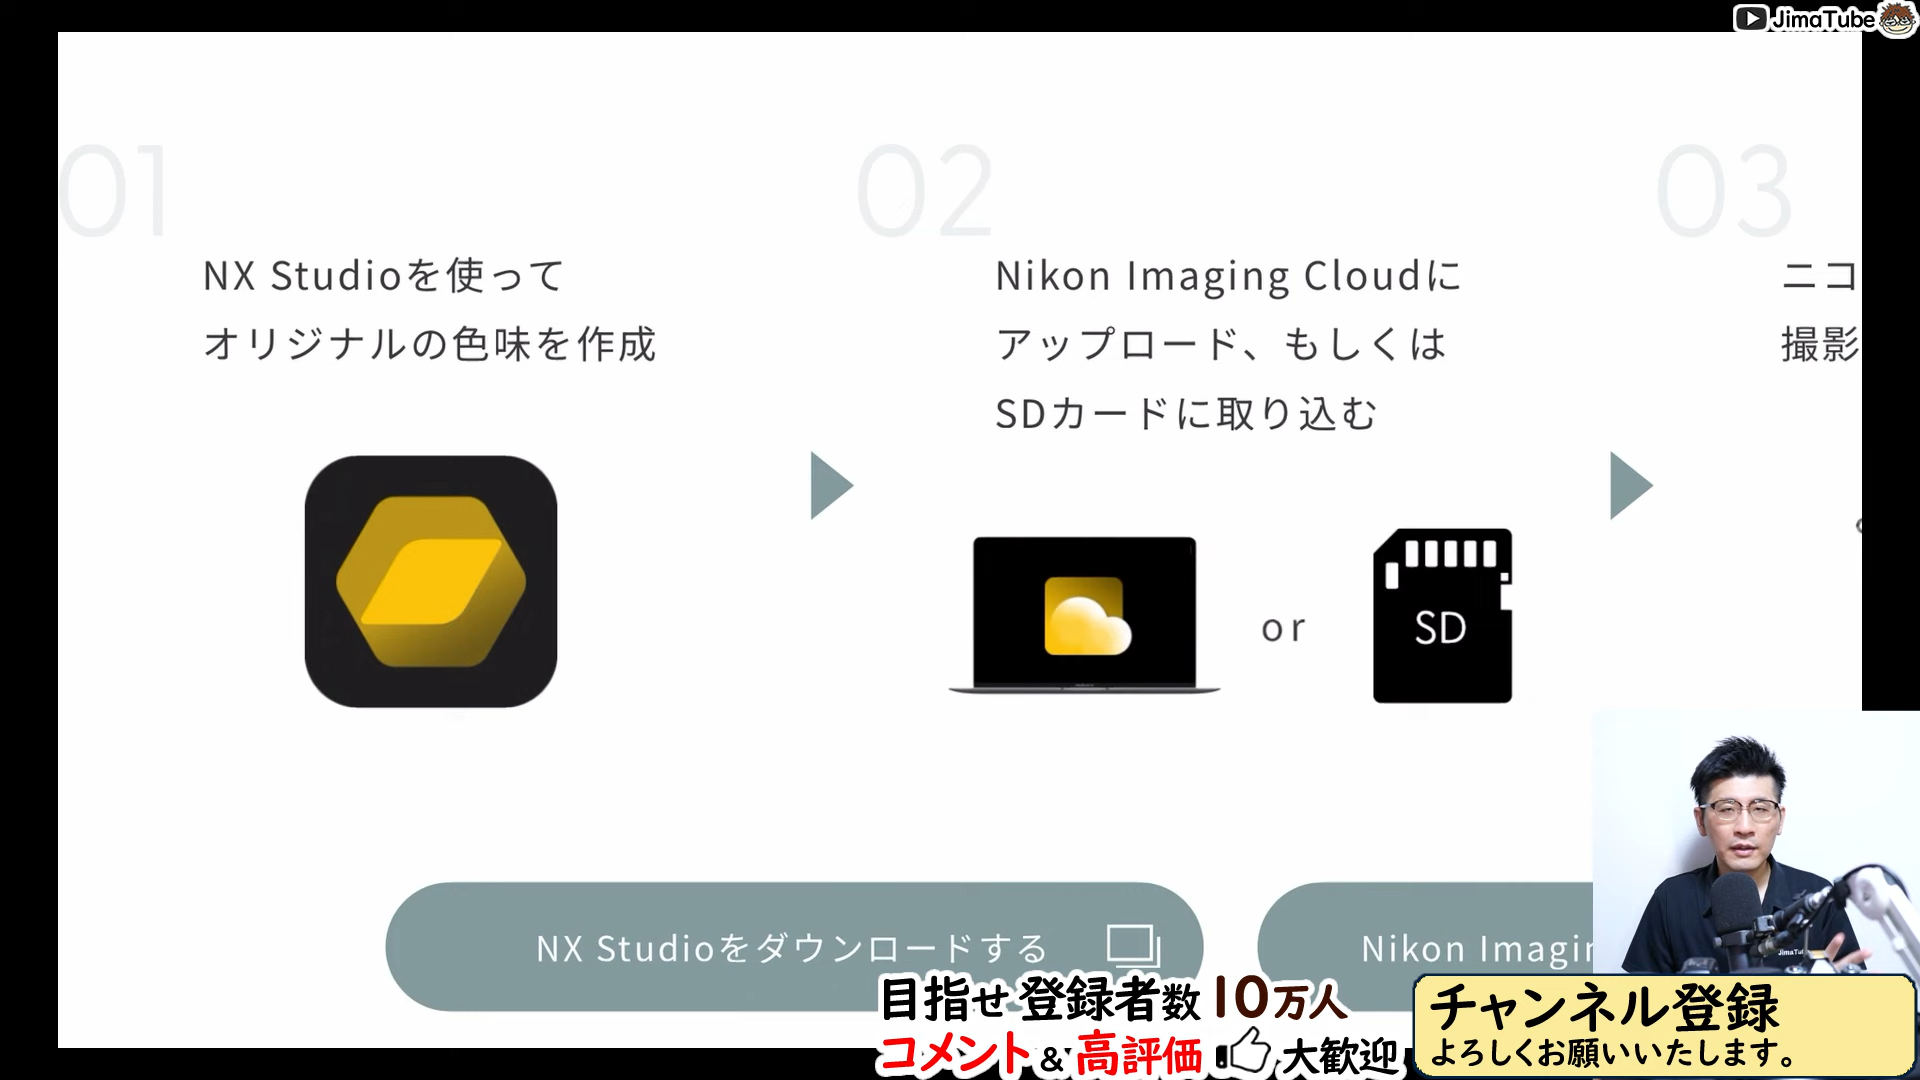 JimaTube
01
NX Studioを使って
オリジナルの色味を作成
02
Nikon Imaging Cloudに
アップロード、もしくは
SDカードに取り込む
or
SD
03
ニコ
撮影
NX Studioをダウンロードする
Nikon Imagin
JimaTu
目指せ登録者数10万人
コメント&高評価大歓迎
チャンネル登録
よろしくお願いいたします。